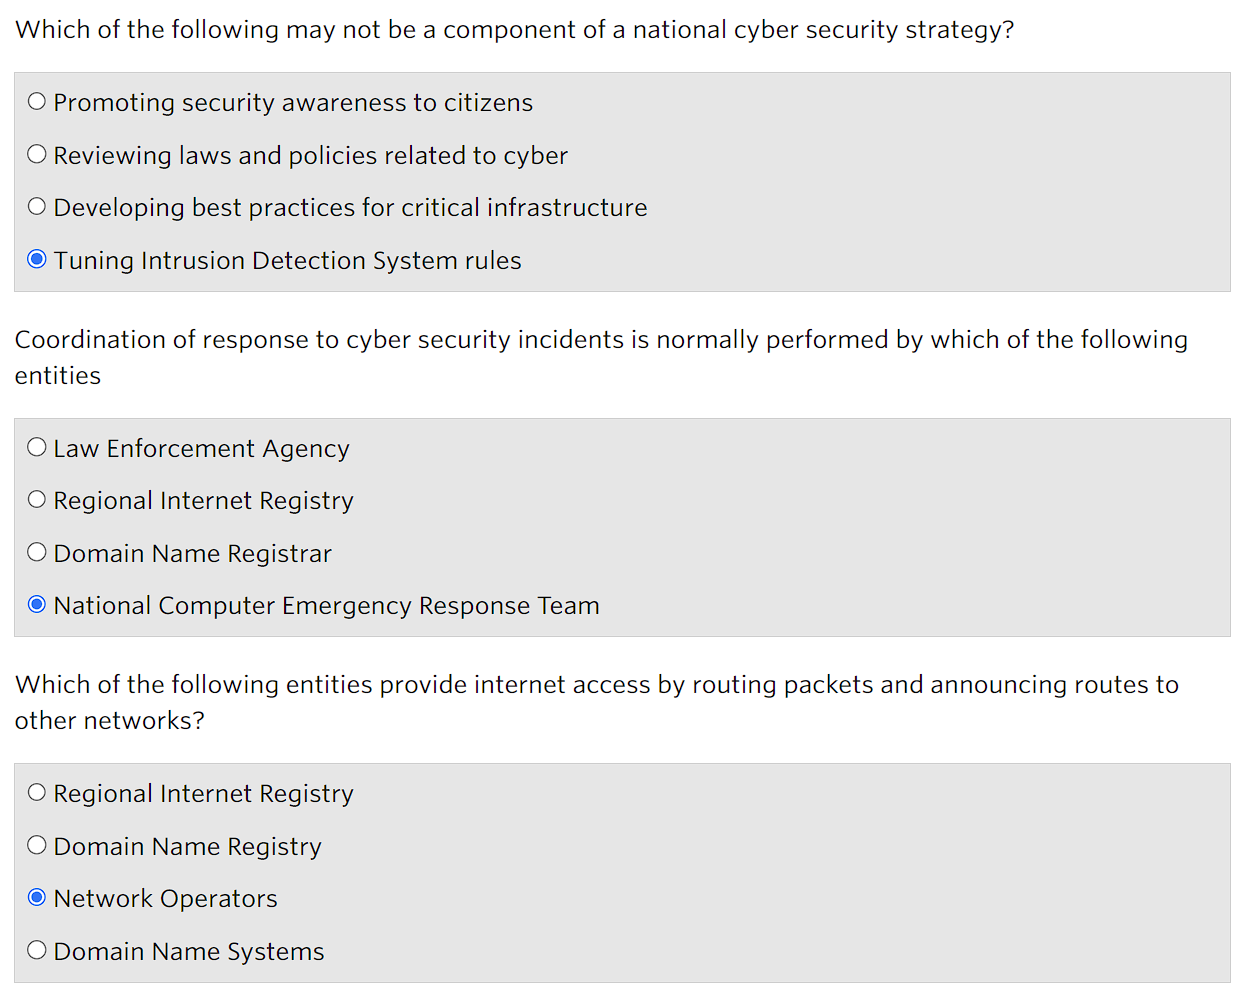 Which of the following may not be a component of a national cyber security strategy?
Promoting security awareness to citizens
Reviewing laws and policies related to cyber
Developing best practices for critical infrastructure
Tuning Intrusion Detection System rules
Coordination of response to cyber security incidents is normally performed by which of the following
entities
Law Enforcement Agency
Regional Internet Registry
Domain Name Registrar
National Computer Emergency Response Team
Which of the following entities provide internet access by routing packets and announcing routes to
other networks?
Regional Internet Registry
Domain Name Registry
Network Operators
Domain Name Systems